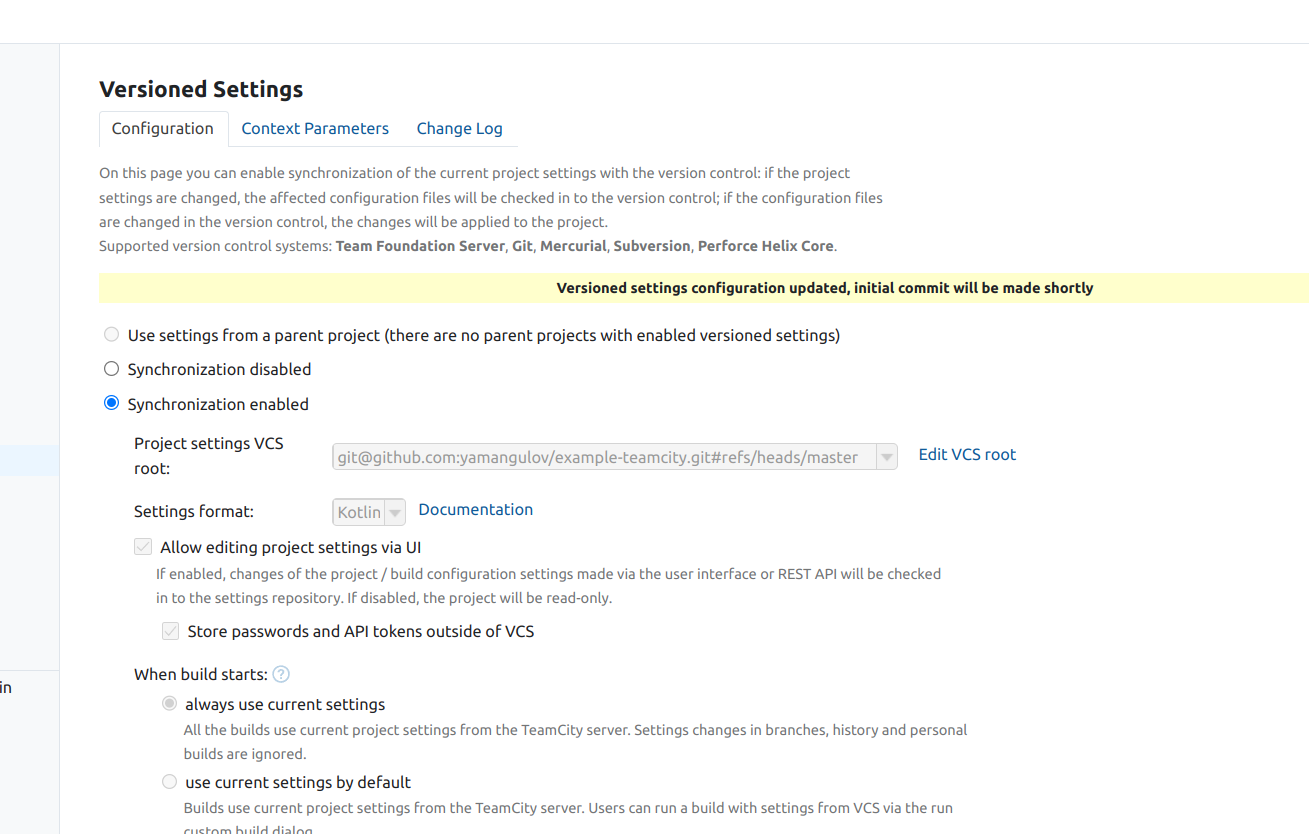 Versioned Settings
Configuration Context Parameters Change Log
On this page you can enable synchronization of the current project settings with the version control: if the project
settings are changed, the affected configuration files will be checked in to the version control; if the configuration files
are changed in the version control, the changes will be applied to the project.
Supported version control systems: Team Foundation Server, Git, Mercurial, Subversion, Perforce Helix Core.
Versioned settings configuration updated, initial commit will be made shortly
Use settings from a parent project (there are no parent projects with enabled versioned settings)
Synchronization disabled
Synchronization enabled
Project settings VCS
root:
git@github.com:yamangulov/example-teamcity.git#refs/heads/master Edit VCS root
Settings format: Kotlin Documentation
Allow editing project settings via UI
If enabled, changes of the project / build configuration settings made via the user interface or REST API will be checked
in to the settings repository. If disabled, the project will be read-only.
Store passwords and API tokens outside of VCS
When build starts: ?
in
always use current settings
All the builds use current project settings from the TeamCity server. Settings changes in branches, history and personal
builds are ignored.
use current settings by default
Builds use current project settings from the TeamCity server. Users can run a build with settings from VCS via the run
custom build dialog.